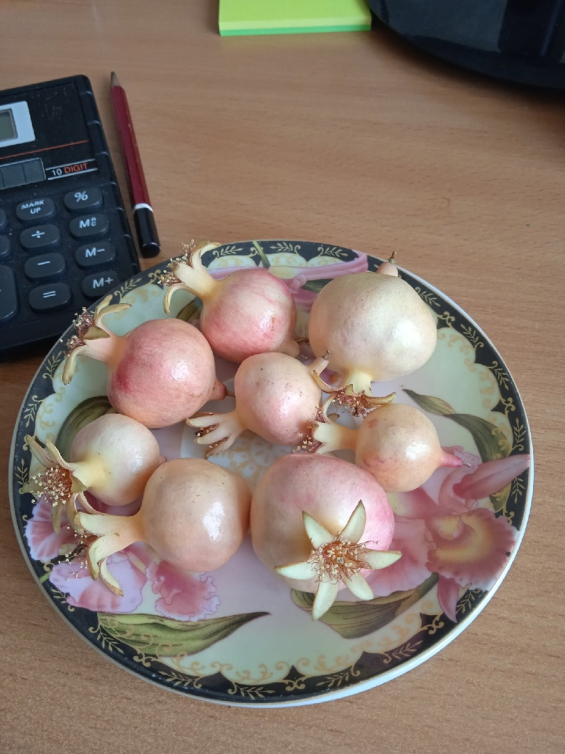 10 DIGIT
MARK UP %
÷ M
− M−
= M+